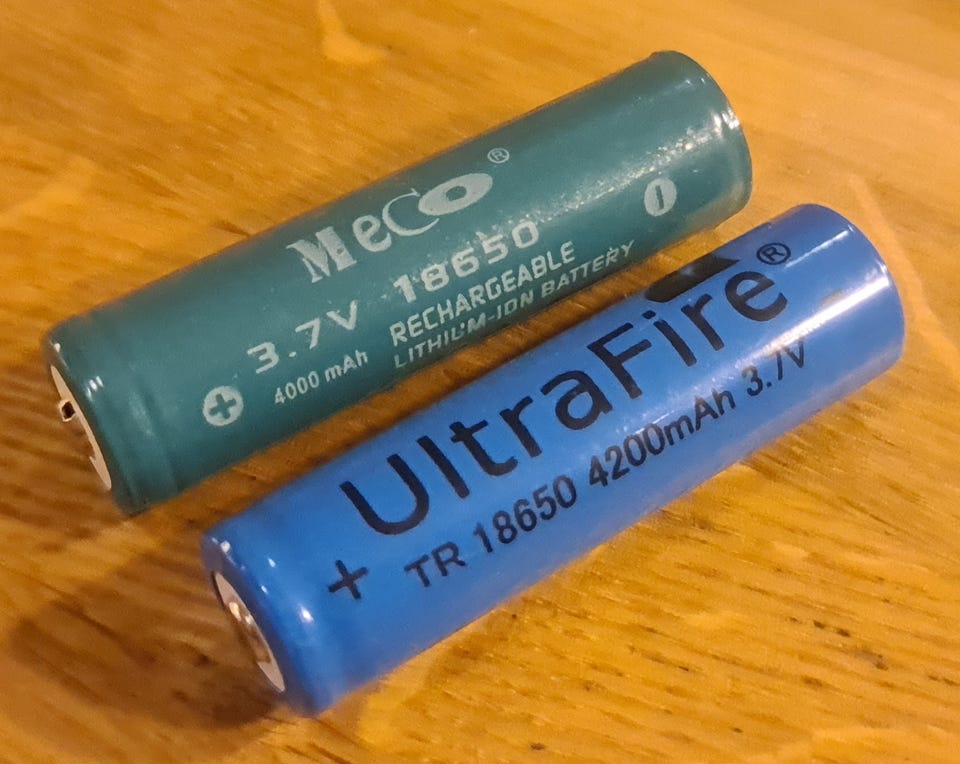 MeCo®
3.7V 18650
4000 mAh RECHARGEABLE
LITHIUM-ION BATTERY
+
UltraFire®
+ TR 18650 4200mAh 3.7V